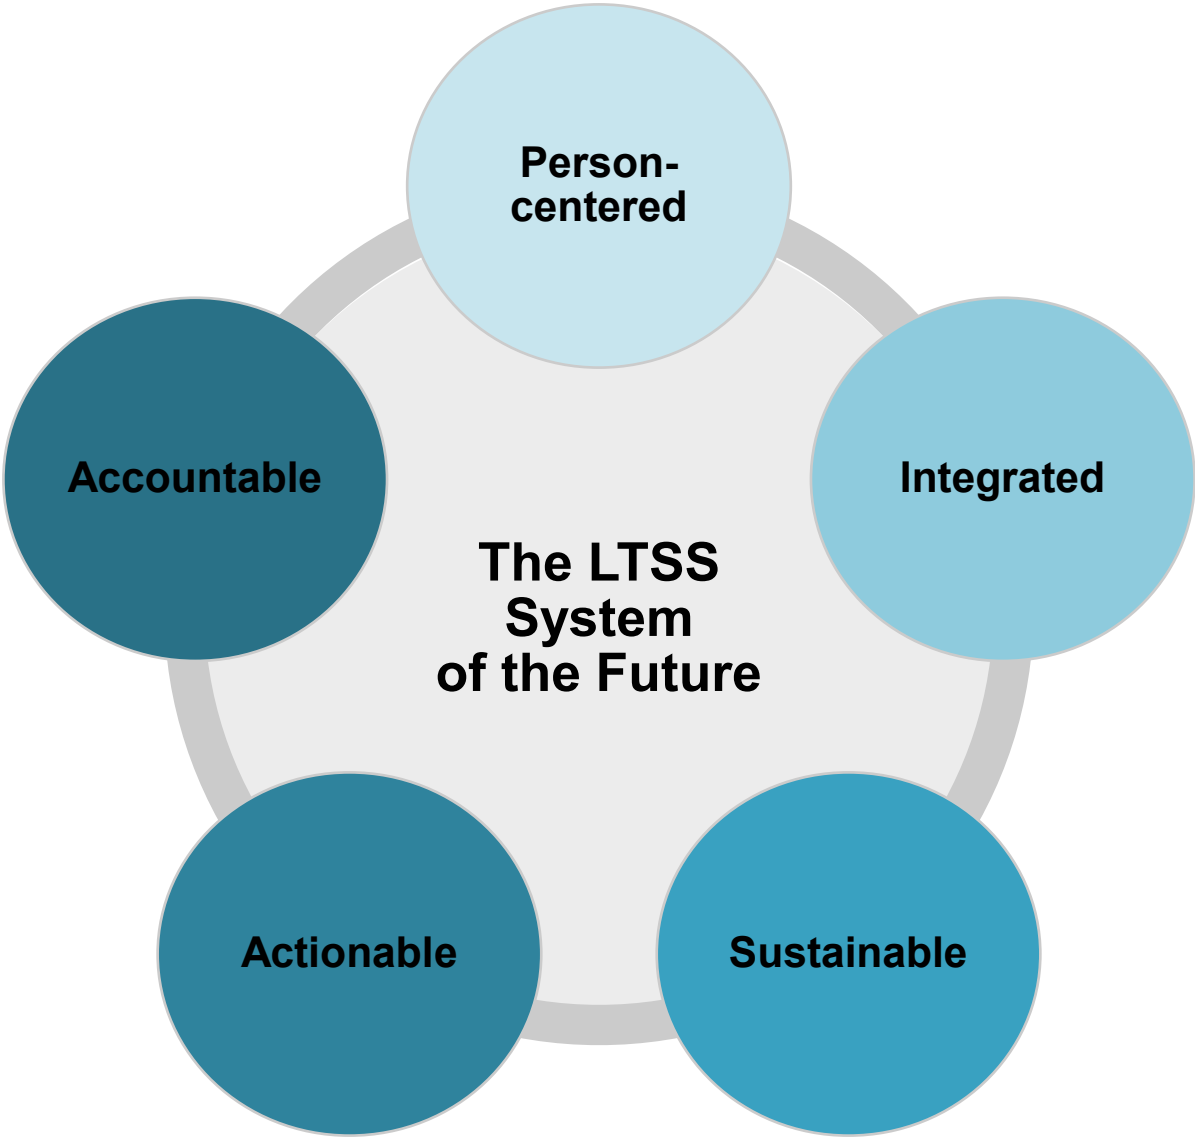 Person-
centered
Accountable
Integrated
The LTSS
System
of the Future
Actionable
Sustainable